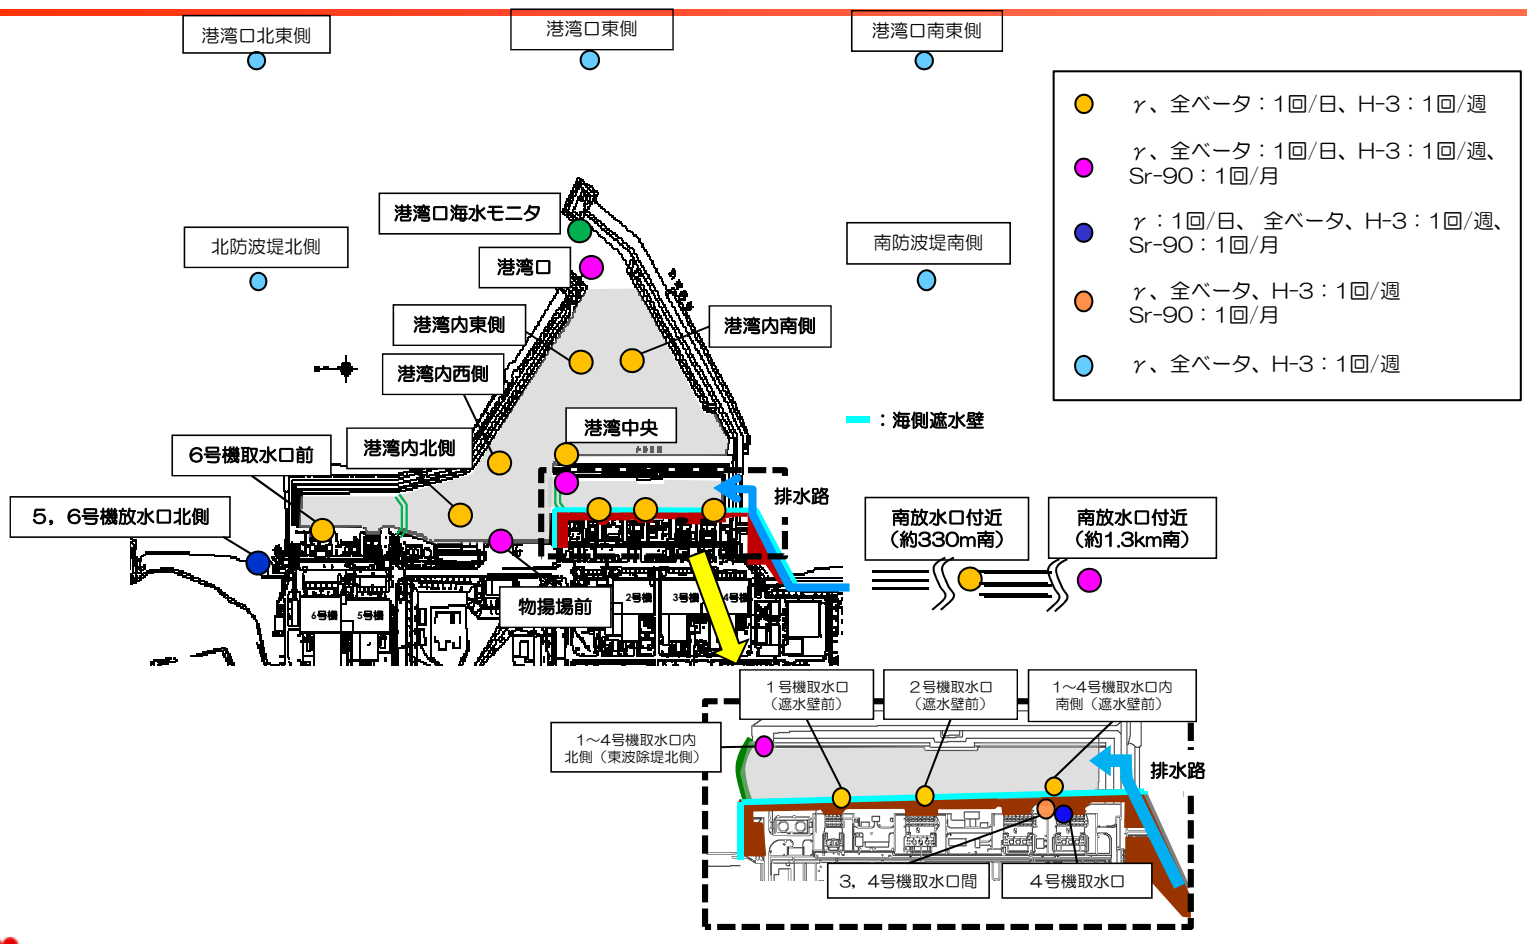 港湾口北東側
港湾口東側
港湾口南東側
γ、全ベータ：1回/日、H-3：1回/週
γ、全ベータ：1回/日、H-3：1回/週、
Sr-90：1回/月
γ：1回/日、 全ベータ、H-3：1回/週、
Sr-90：1回/月
γ、全ベータ、H-3：1回/週
Sr-90：1回/月
γ、全ベータ、H-3：1回/週
港湾口海水モニタ
北防波堤北側
港湾口
南防波堤南側
港湾内東側
港湾内南側
港湾内西側
港湾中央
：海側遮水壁
港湾内北側
6号機取水口前
排水路
5，6号機放水口北側
南放水口付近
（約330m南）
南放水口付近
（約1.3km南）
物揚場前
6号機
5号機
2号機
3号機
4号機
1号機取水口
（遮水壁前）
2号機取水口
（遮水壁前）
1～4号機取水口内
南側（遮水壁前）
1～4号機取水口内
北側（東波除堤北側）
排水路
3，4号機取水口間
4号機取水口